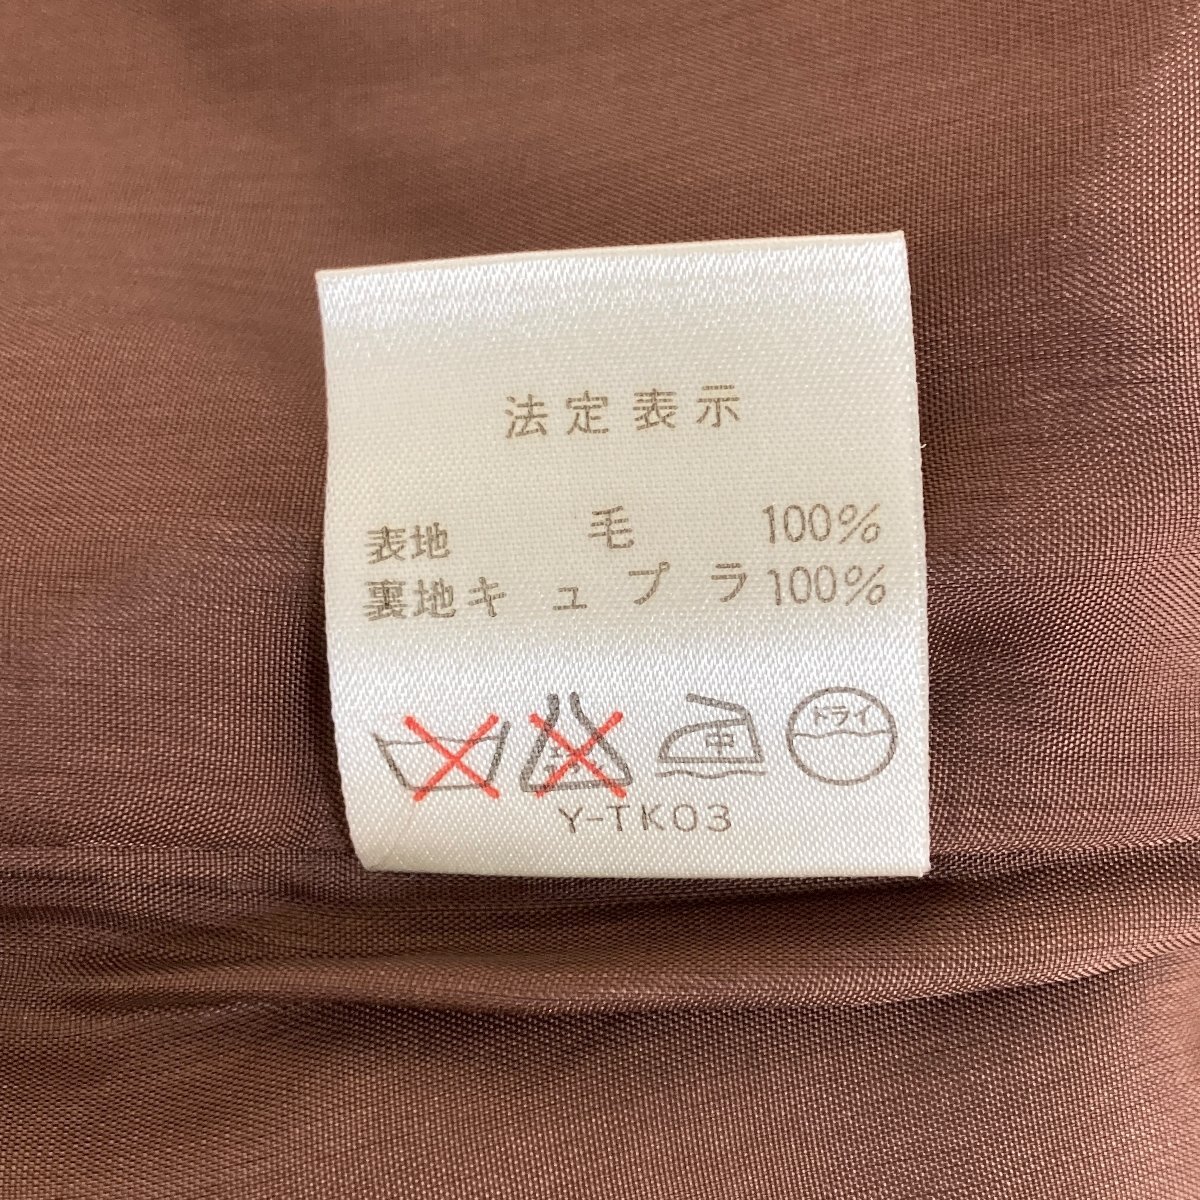 法定表示
表地 毛 100%
裏地キュプラ100%
中 ドライ
Y-TK03